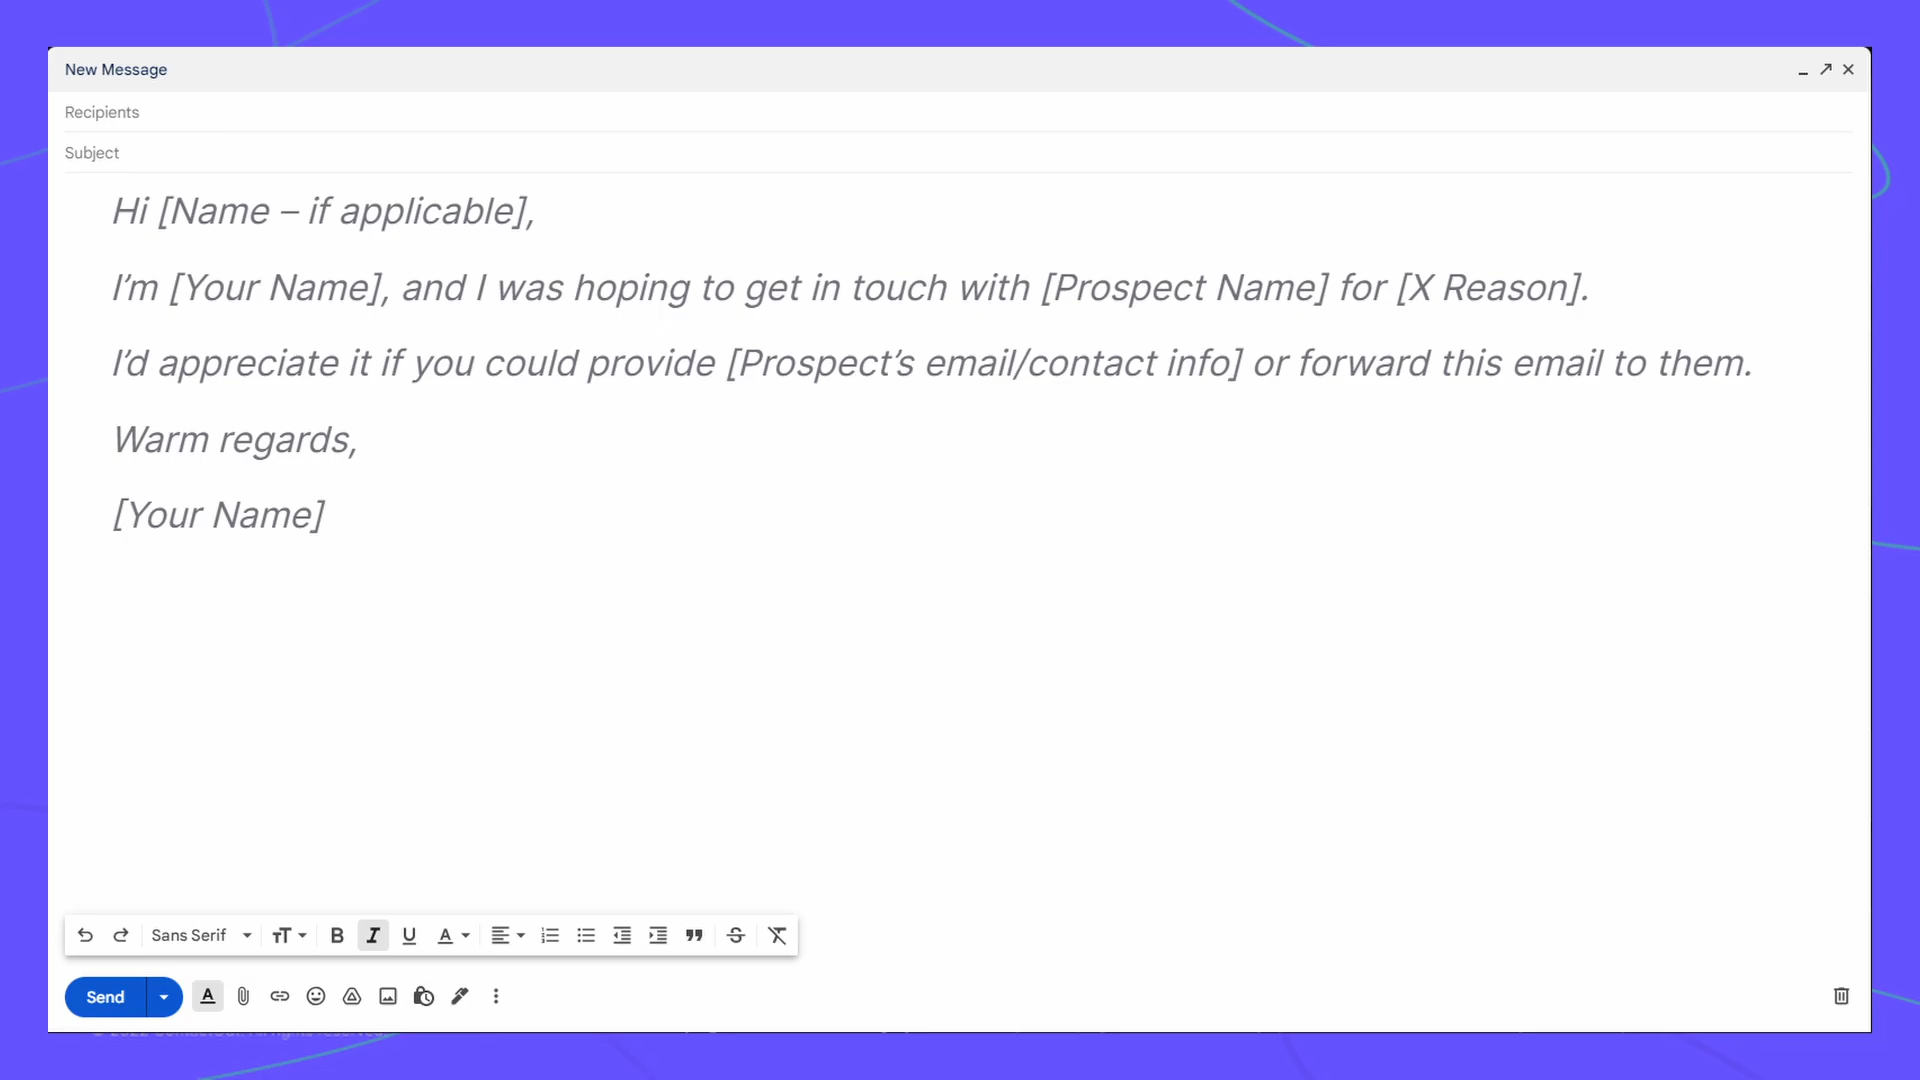 New Message
Recipients
Subject
Hi [Name – if applicable],
I’m [Your Name], and I was hoping to get in touch with [Prospect Name] for [X Reason].
I’d appreciate it if you could provide [Prospect’s email/contact info] or forward this email to them.
Warm regards,
[Your Name]
Sans Serif
Send